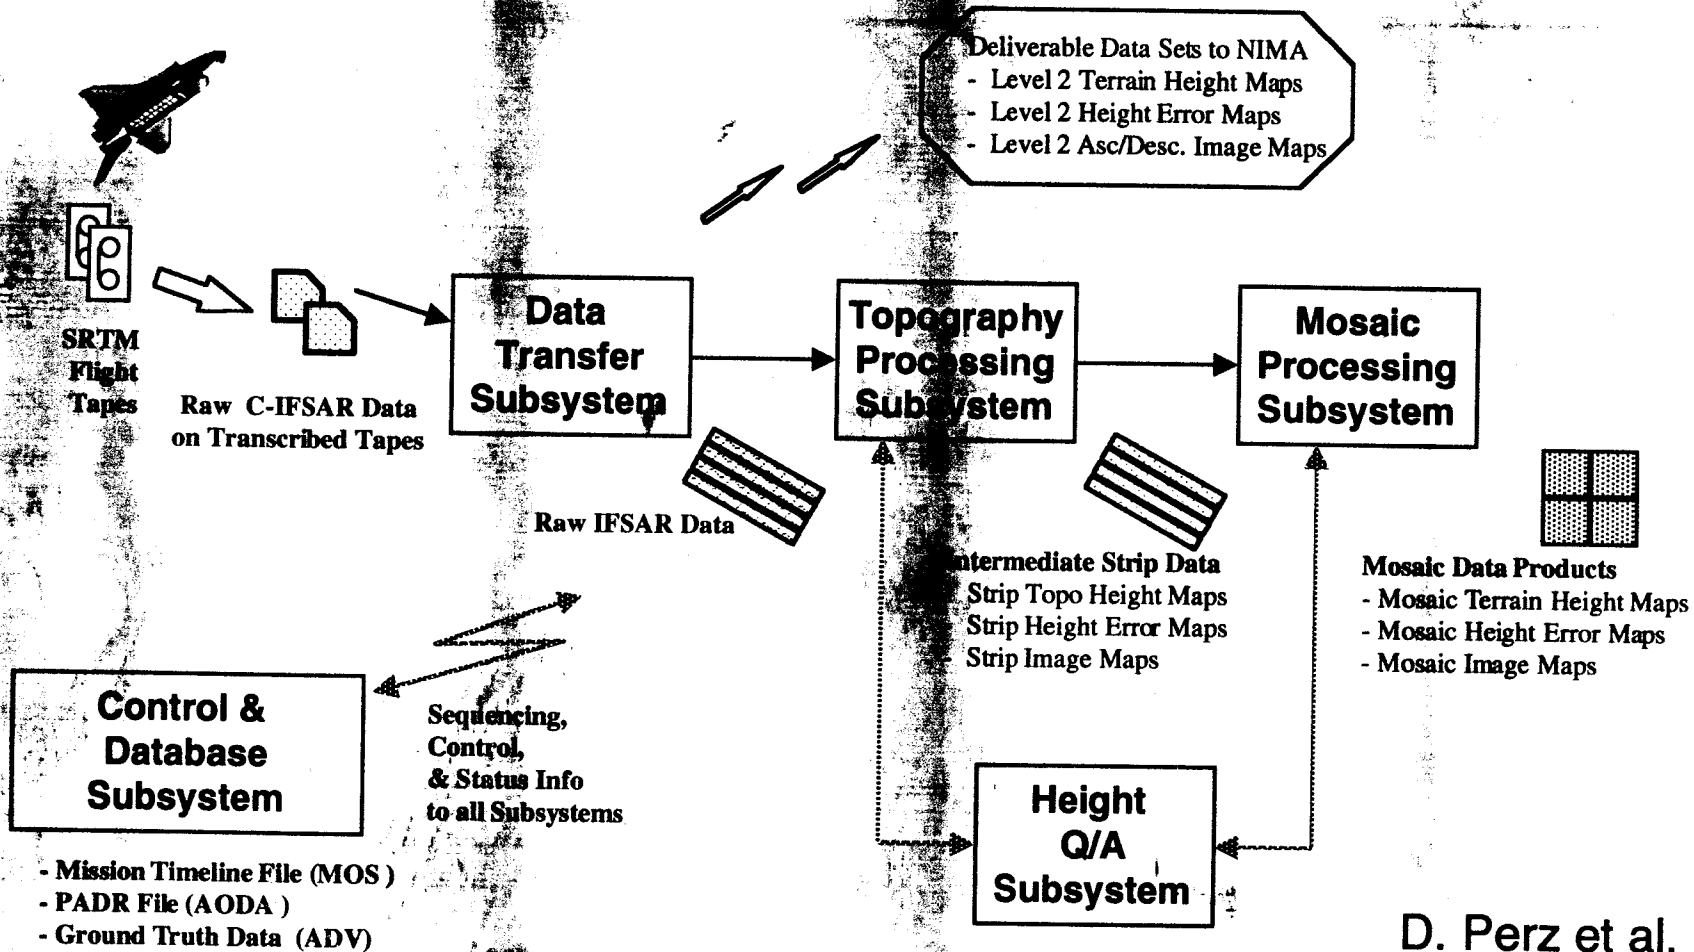 Deliverable Data Sets to NIMA
- Level 2 Terrain Height Maps
- Level 2 Height Error Maps
- Level 2 Asc/Desc. Image Maps
SRTM
Flight
Tapes
Raw C-IFSAR Data
on Transcribed Tapes
Data
Transfer
Subsystem
Topography
Processing
Subsystem
Mosaic
Processing
Subsystem
Raw IFSAR Data
Intermediate Strip Data
Strip Topo Height Maps
Strip Height Error Maps
- Strip Image Maps
Mosaic Data Products
- Mosaic Terrain Height Maps
- Mosaic Height Error Maps
- Mosaic Image Maps
Control &
Database
Subsystem
Sequencing,
Control,
& Status Info
to all Subsystems
Height
Q/A
Subsystem
- Mission Timeline File (MOS )
- PADR File (AODA )
- Ground Truth Data (ADV)
D. Perz et al.